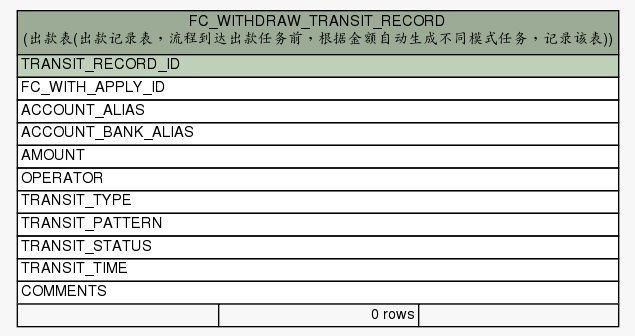 FC_WITHDRAW_TRANSIT_RECORD
(出款表(出款记录表，流程到达出款任务前，根据金额自动生成不同模式任务，记录该表))
TRANSIT_RECORD_ID
FC_WITH_APPLY_ID
ACCOUNT_ALIAS
ACCOUNT_BANK_ALIAS
AMOUNT
OPERATOR
TRANSIT_TYPE
TRANSIT_PATTERN
TRANSIT_STATUS
TRANSIT_TIME
COMMENTS
0 rows